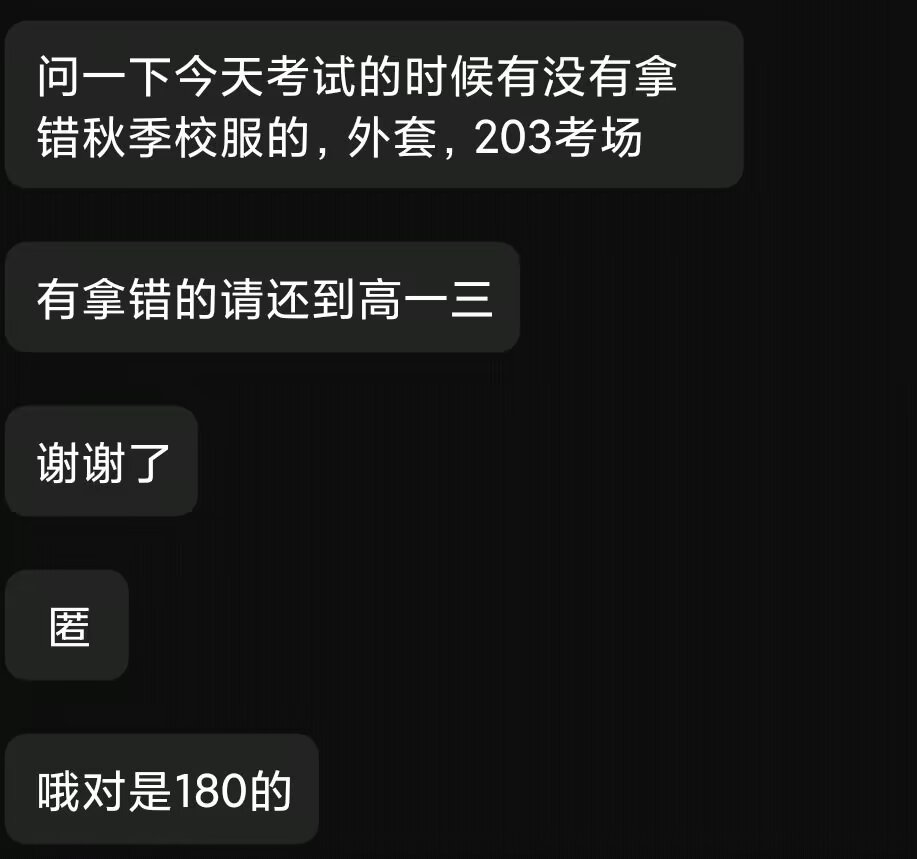 问一下今天考试的时候有没有拿
错秋季校服的，外套，203考场
有拿错的请还到高一三
谢谢了
匿
哦对是180的